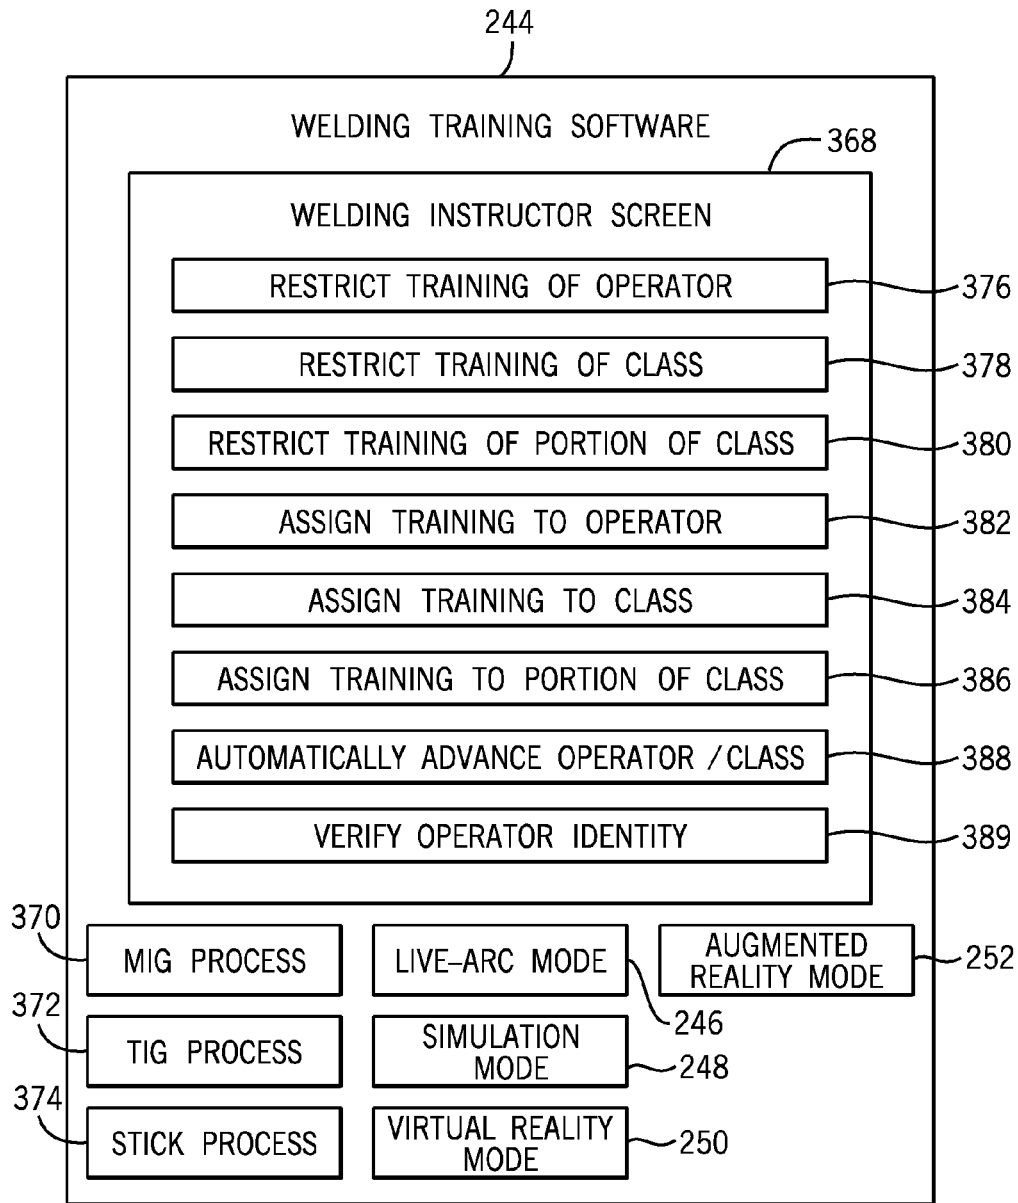 244
WELDING TRAINING SOFTWARE
368
WELDING INSTRUCTOR SCREEN
RESTRICT TRAINING OF OPERATOR
376
RESTRICT TRAINING OF CLASS
378
RESTRICT TRAINING OF PORTION OF CLASS
380
ASSIGN TRAINING TO OPERATOR
382
ASSIGN TRAINING TO CLASS
384
ASSIGN TRAINING TO PORTION OF CLASS
386
AUTOMATICALLY ADVANCE OPERATOR / CLASS
388
VERIFY OPERATOR IDENTITY
389
370
MIG PROCESS
LIVE-ARC MODE
246
AUGMENTED
REALITY MODE
252
372
TIG PROCESS
SIMULATION
MODE
248
374
STICK PROCESS
VIRTUAL REALITY
MODE
250